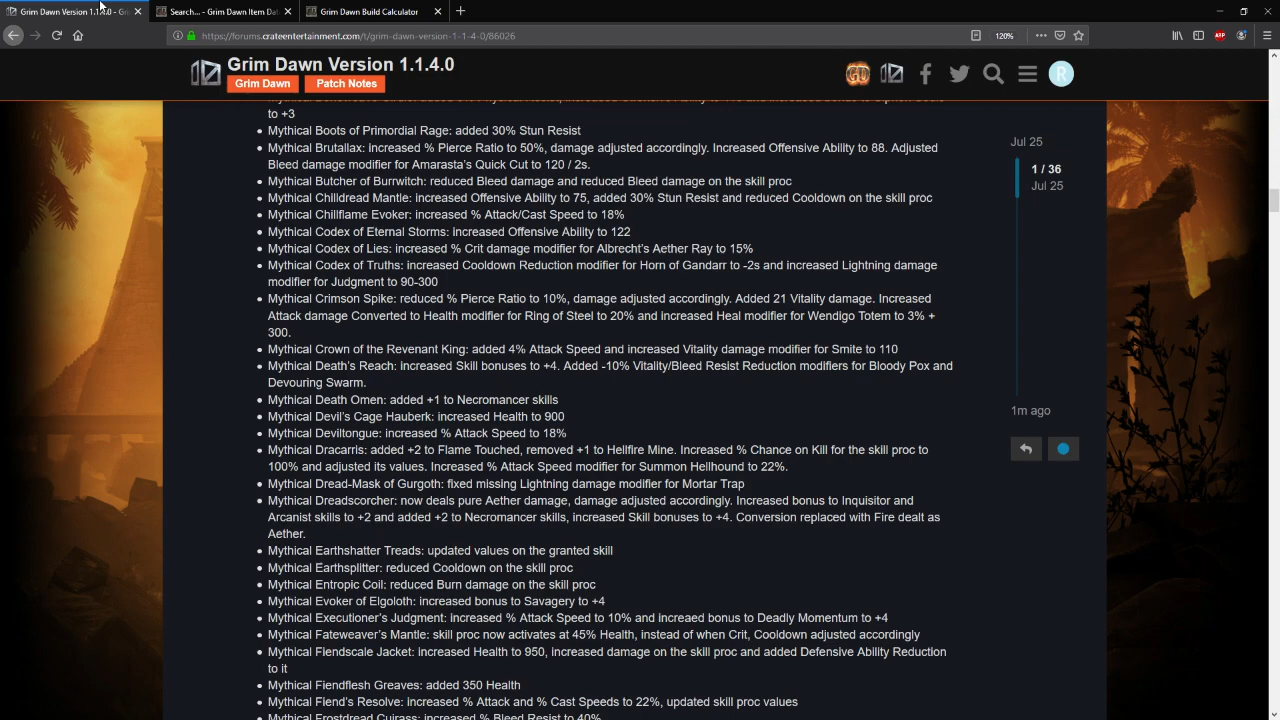 Grim Dawn Version 1.1.4.0 - Gri
Search... - Grim Dawn Item Dat
Grim Dawn Build Calculator
https://forums.crateentertainment.com/t/grim-dawn-version-1-1-4-0/86026
120%
ABP
Grim Dawn Version 1.1.4.0
Grim Dawn Patch Notes
GD
R
to +3
Mythical Boots of Primordial Rage: added 30% Stun Resist
Mythical Brutallax: increased % Pierce Ratio to 50%, damage adjusted accordingly. Increased Offensive Ability to 88. Adjusted
Bleed damage modifier for Amarasta's Quick Cut to 120 / 2s.
Mythical Butcher of Burrwitch: reduced Bleed damage and reduced Bleed damage on the skill proc
Mythical Chilldread Mantle: increased Offensive Ability to 75, added 30% Stun Resist and reduced Cooldown on the skill proc
Mythical Chillflame Evoker: increased % Attack/Cast Speed to 18%
Mythical Codex of Eternal Storms: increased Offensive Ability to 122
Mythical Codex of Lies: increased % Crit damage modifier for Albrecht's Aether Ray to 15%
Mythical Codex of Truths: increased Cooldown Reduction modifier for Horn of Gandarr to -2s and increased Lightning damage
modifier for Judgment to 90-300
Mythical Crimson Spike: reduced % Pierce Ratio to 10%, damage adjusted accordingly. Added 21 Vitality damage. Increased
Attack damage Converted to Health modifier for Ring of Steel to 20% and increased Heal modifier for Wendigo Totem to 3% +
300.
Mythical Crown of the Revenant King: added 4% Attack Speed and increased Vitality damage modifier for Smite to 110
Mythical Death's Reach: increased Skill bonuses to +4. Added -10% Vitality/Bleed Resist Reduction modifiers for Bloody Pox and
Devouring Swarm.
Mythical Death Omen: added +1 to Necromancer skills
Mythical Devil's Cage Hauberk: increased Health to 900
Mythical Deviltongue: increased % Attack Speed to 18%
Mythical Dracarris: added +2 to Flame Touched, removed +1 to Hellfire Mine. Increased % Chance on Kill for the skill proc to
100% and adjusted its values. Increased % Attack Speed modifier for Summon Hellhound to 22%.
Mythical Dread-Mask of Gurgoth: fixed missing Lightning damage modifier for Mortar Trap
Mythical Dreadscorcher: now deals pure Aether damage, damage adjusted accordingly. Increased bonus to Inquisitor and
Arcanist skills to +2 and added +2 to Necromancer skills, increased Skill bonuses to +4. Conversion replaced with Fire dealt as
Aether.
Mythical Earthshatter Treads: updated values on the granted skill
Mythical Earthsplitter: reduced Cooldown on the skill proc
Mythical Entropic Coil: reduced Burn damage on the skill proc
Mythical Evoker of Elgoloth: increased bonus to Savagery to +4
Mythical Executioner's Judgment: increased % Attack Speed to 10% and increaed bonus to Deadly Momentum to +4
Mythical Fateweaver's Mantle: skill proc now activates at 45% Health, instead of when Crit, Cooldown adjusted accordingly
Mythical Fiendscale Jacket: increased Health to 950, increased damage on the skill proc and added Defensive Ability Reduction
to it
Mythical Fiendflesh Greaves: added 350 Health
Mythical Fiend's Resolve: increased % Attack and % Cast Speeds to 22%, updated skill proc values
Mythical Frostdread Cuirass: increased % Bleed Resist to 40%
Jul 25
1 / 36
Jul 25
1m ago